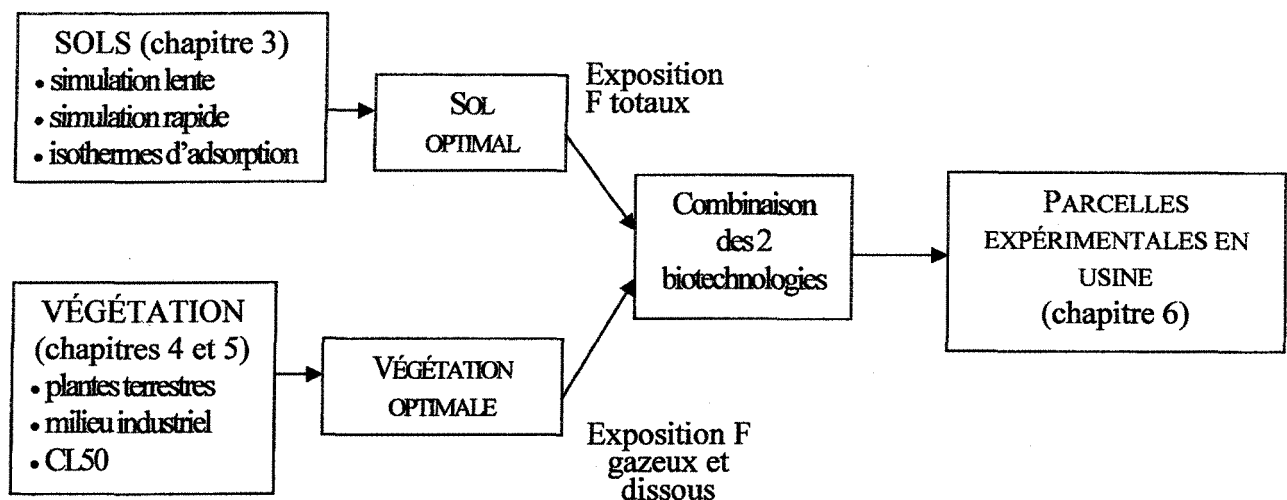 SOLS (chapitre 3)
• simulation lente
• simulation rapide
• isothermes d'adsorption
SOL
OPTIMAL
Exposition
F totaux
VÉGÉTATION
(chapitres 4 et 5)
• plantes terrestres
• milieu industriel
• CL50
VÉGÉTATION
OPTIMALE
Exposition F
gazeux et
dissous
Combinaison
des 2
biotechnologies
PARCELLES
EXPÉRIMENTALES EN
USINE
(chapitre 6)